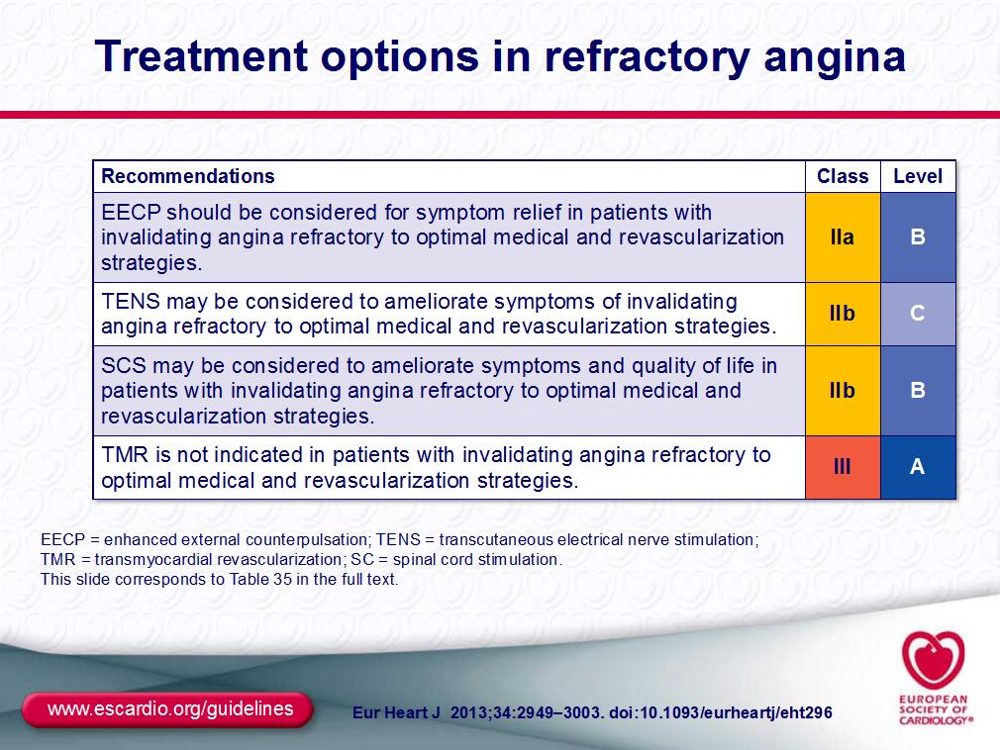 Treatment options in refractory angina
Recommendations Class Level
EECP should be considered for symptom relief in patients with
invalidating angina refractory to optimal medical and revascularization
strategies.
IIa B
TENS may be considered to ameliorate symptoms of invalidating
angina refractory to optimal medical and revascularization strategies.
IIb C
SCS may be considered to ameliorate symptoms and quality of life in
patients with invalidating angina refractory to optimal medical and
revascularization strategies.
IIb B
TMR is not indicated in patients with invalidating angina refractory to
optimal medical and revascularization strategies.
III A
EECP = enhanced external counterpulsation; TENS = transcutaneous electrical nerve stimulation;
TMR = transmyocardial revascularization; SC = spinal cord stimulation.
This slide corresponds to Table 35 in the full text.
www.escardio.org/guidelines
Eur Heart J 2013;34:2949–3003. doi:10.1093/eurheartj/eht296
EUROPEAN
SOCIETY OF
CARDIOLOGY®